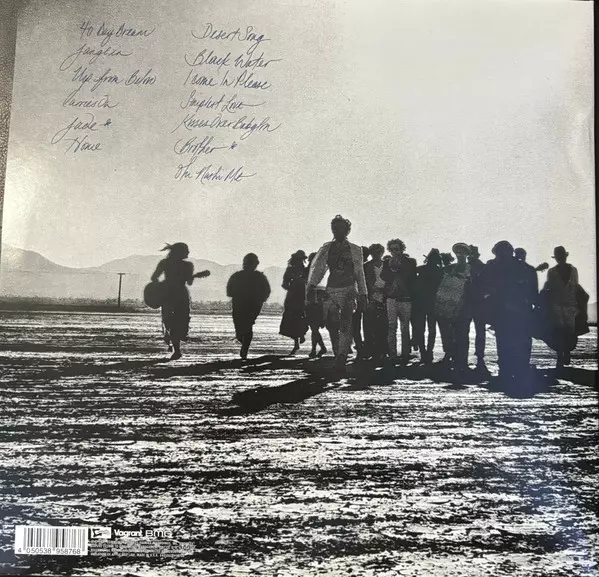 40 Day Dream
Janglin
Up from Below
Carries On
Jade *
Home
Desert Song
Black Water
I Come In Please
Simplest Love
Kisses Over Babylon
Brother *
Om Nashi Me
4 050538 958768
Vagrant BMG